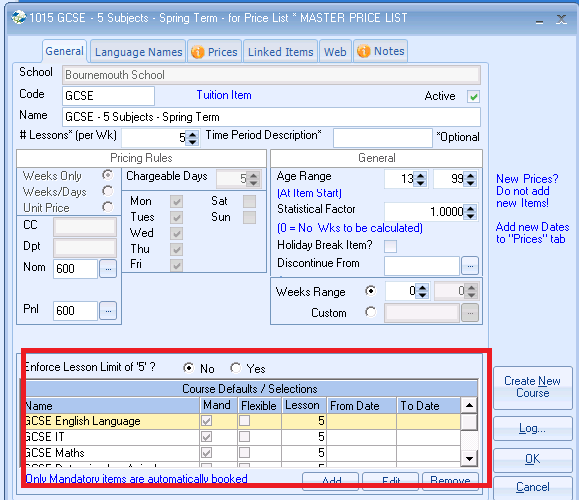 1015 GCSE - 5 Subjects - Spring Term - for Price List * MASTER PRICE LIST
General Language Names Prices Linked Items Web Notes
School Bournemouth School
Code GCSE Tuition Item Active
Name GCSE - 5 Subjects - Spring Term
# Lessons* (per Wk) 5 Time Period Description* *Optional
Pricing Rules
Weeks Only
Weeks/Days
Unit Price
CC
Dpt
Nom 600 ...
Pnl 600 ...
Chargeable Days 5
Mon Sat
Tues Sun
Wed
Thu
Fri
General
Age Range 13 99
(At Item Start)
Statistical Factor 1.0000
(0 = No Wks to be calculated)
Holiday Break Item?
Discontinue From ...
Weeks Range 0 0
Custom ...
New Prices?
Do not add
new Items!
Add new Dates
to "Prices" tab
Enforce Lesson Limit of '5' ? No Yes
Course Defaults / Selections
Name Mand Flexible Lesson From Date To Date
GCSE English Language 5
GCSE IT 5
GCSE Maths 5
Only Mandatory items are automatically booked
Add Edit Remove
Create New
Course
Log...
OK
Cancel